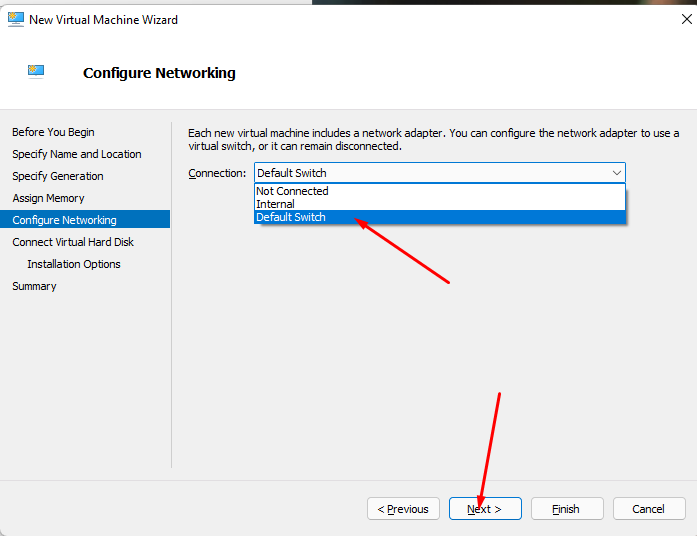 New Virtual Machine Wizard
Configure Networking
Before You Begin
Specify Name and Location
Specify Generation
Assign Memory
Configure Networking
Connect Virtual Hard Disk
Installation Options
Summary
Each new virtual machine includes a network adapter. You can configure the network adapter to use a
virtual switch, or it can remain disconnected.
Connection: Default Switch
Not Connected
Internal
Default Switch
< Previous
Next >
Finish
Cancel